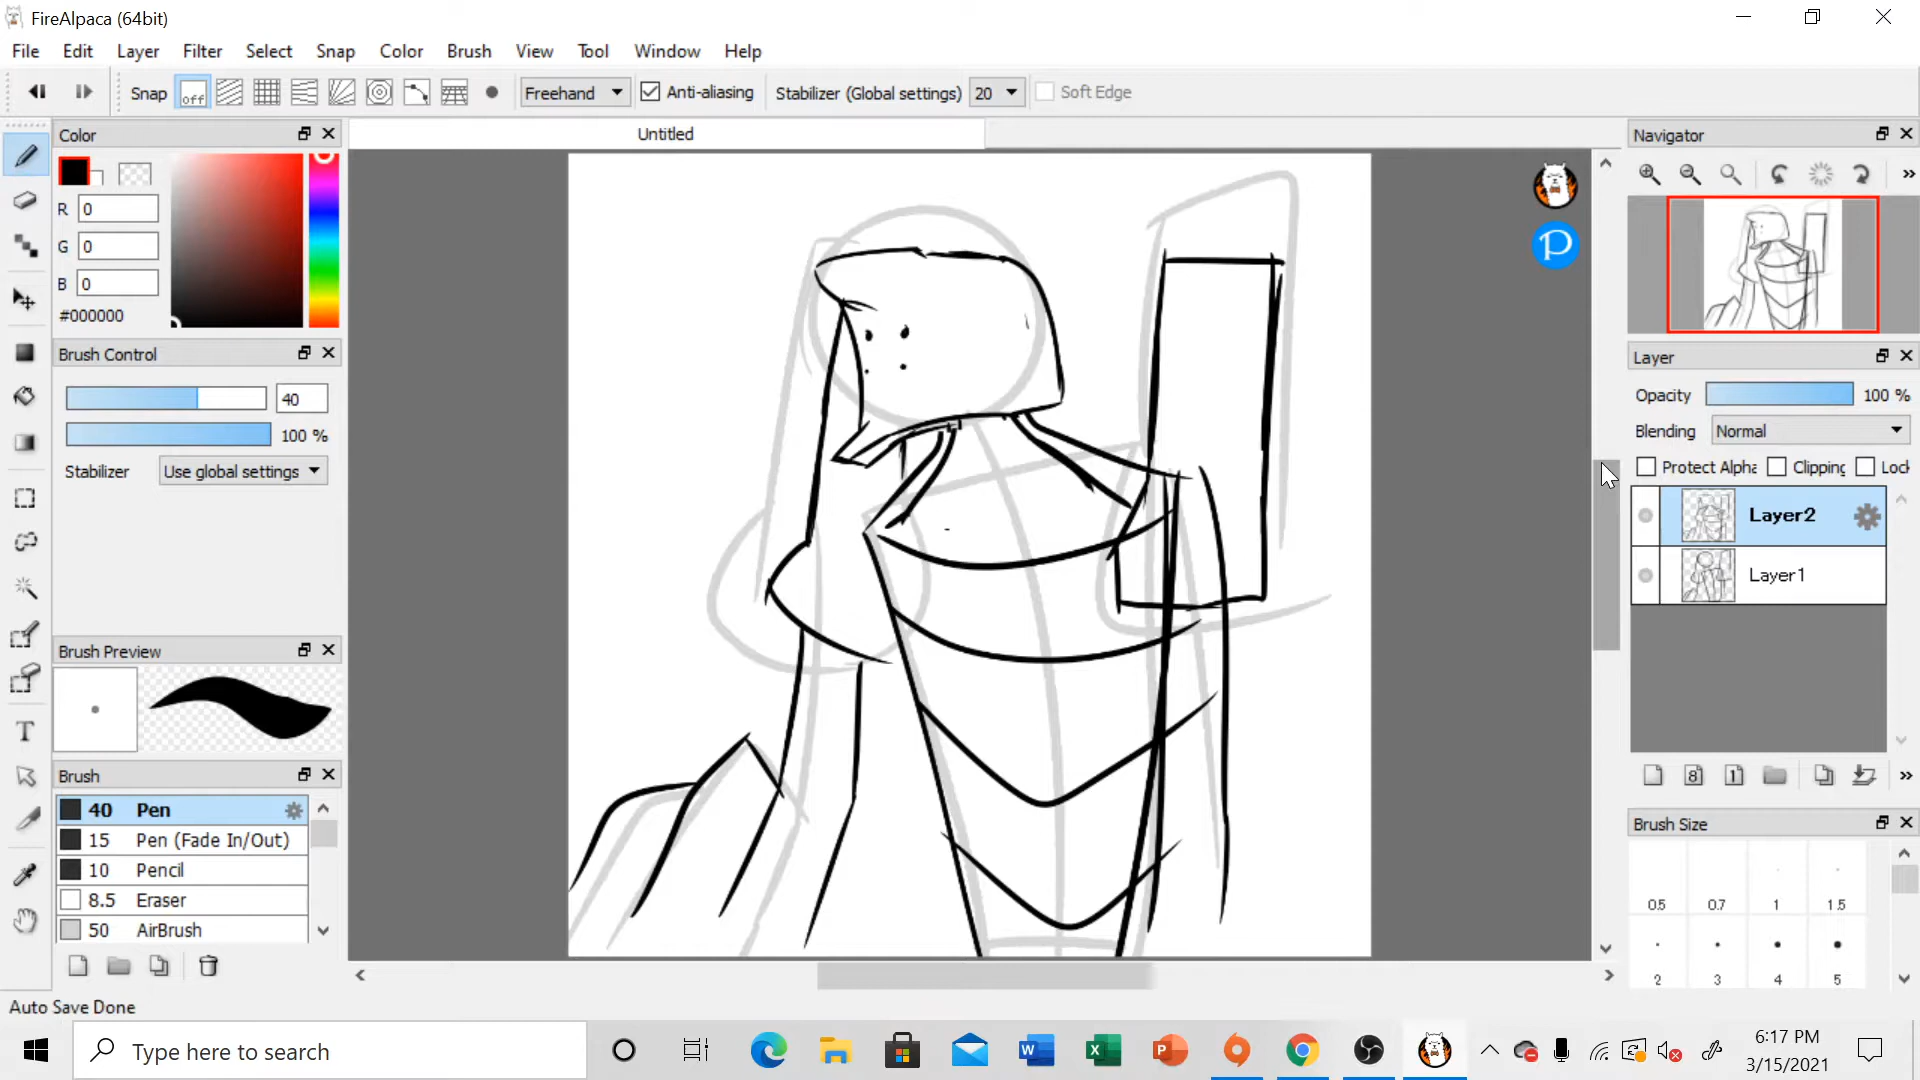 FireAlpaca (64bit)
File Edit Layer Filter Select Snap Color Brush View Tool Window Help
Snap off Freehand Anti-aliasing Stabilizer (Global settings) 20 Soft Edge
Color
R 0
G 0
B 0
#000000
Brush Control
40
100 %
Stabilizer Use global settings
Brush Preview
Brush
40 Pen
15 Pen (Fade In/Out)
10 Pencil
8.5 Eraser
50 AirBrush
Auto Save Done
Untitled
P
Navigator
Layer
Opacity 100 %
Blending Normal
Protect Alpha Clipping Lock
Layer2
Layer1
8 1
Brush Size
0.5 0.7 1 1.5
2 3 4 5
Type here to search
W X P
6:17 PM
3/15/2021